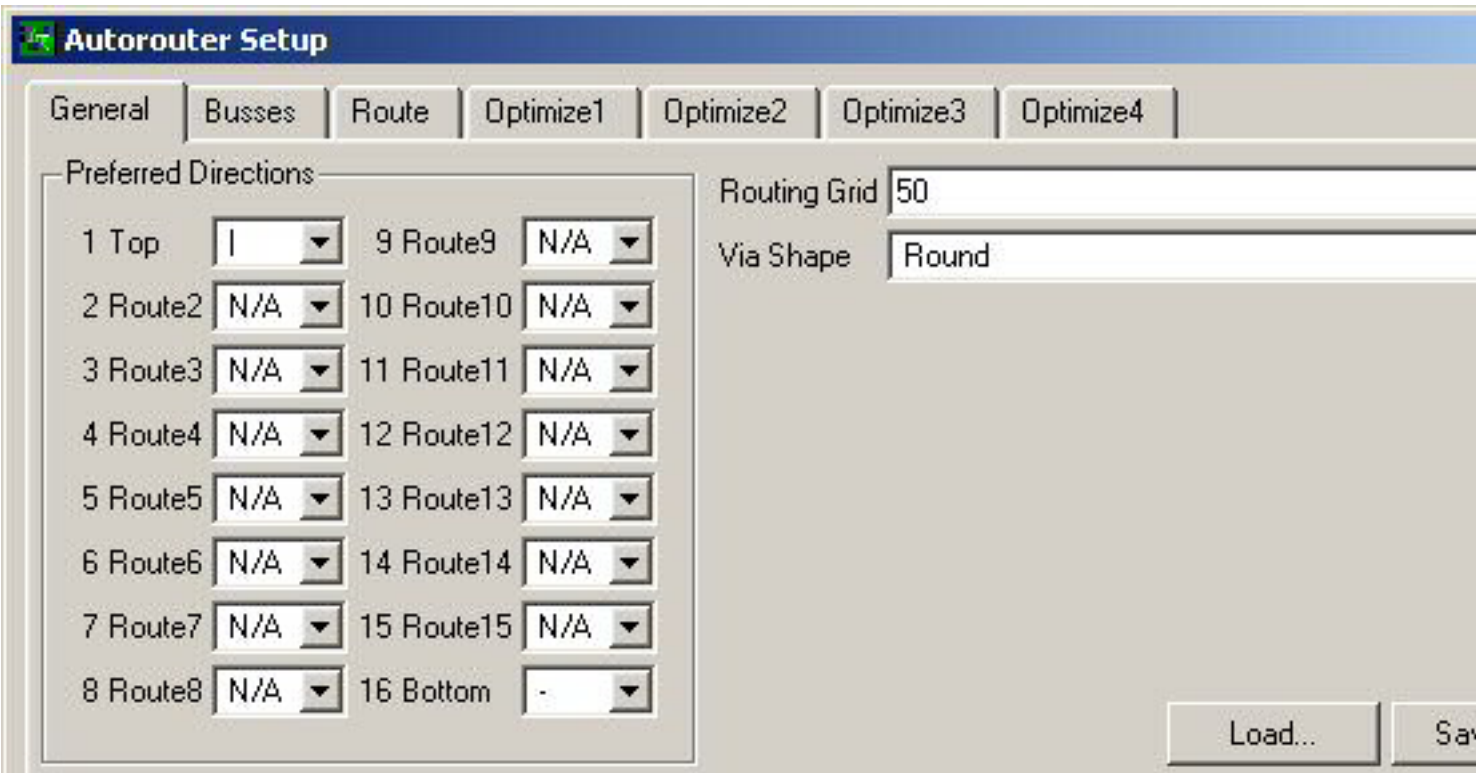 Autorouter Setup
General Busses Route Optimize1 Optimize2 Optimize3 Optimize4
Preferred Directions
Routing Grid 50
1 Top | 9 Route9 N/A
Via Shape Round
2 Route2 N/A 10 Route10 N/A
3 Route3 N/A 11 Route11 N/A
4 Route4 N/A 12 Route12 N/A
5 Route5 N/A 13 Route13 N/A
6 Route6 N/A 14 Route14 N/A
7 Route7 N/A 15 Route15 N/A
8 Route8 N/A 16 Bottom -
Load...